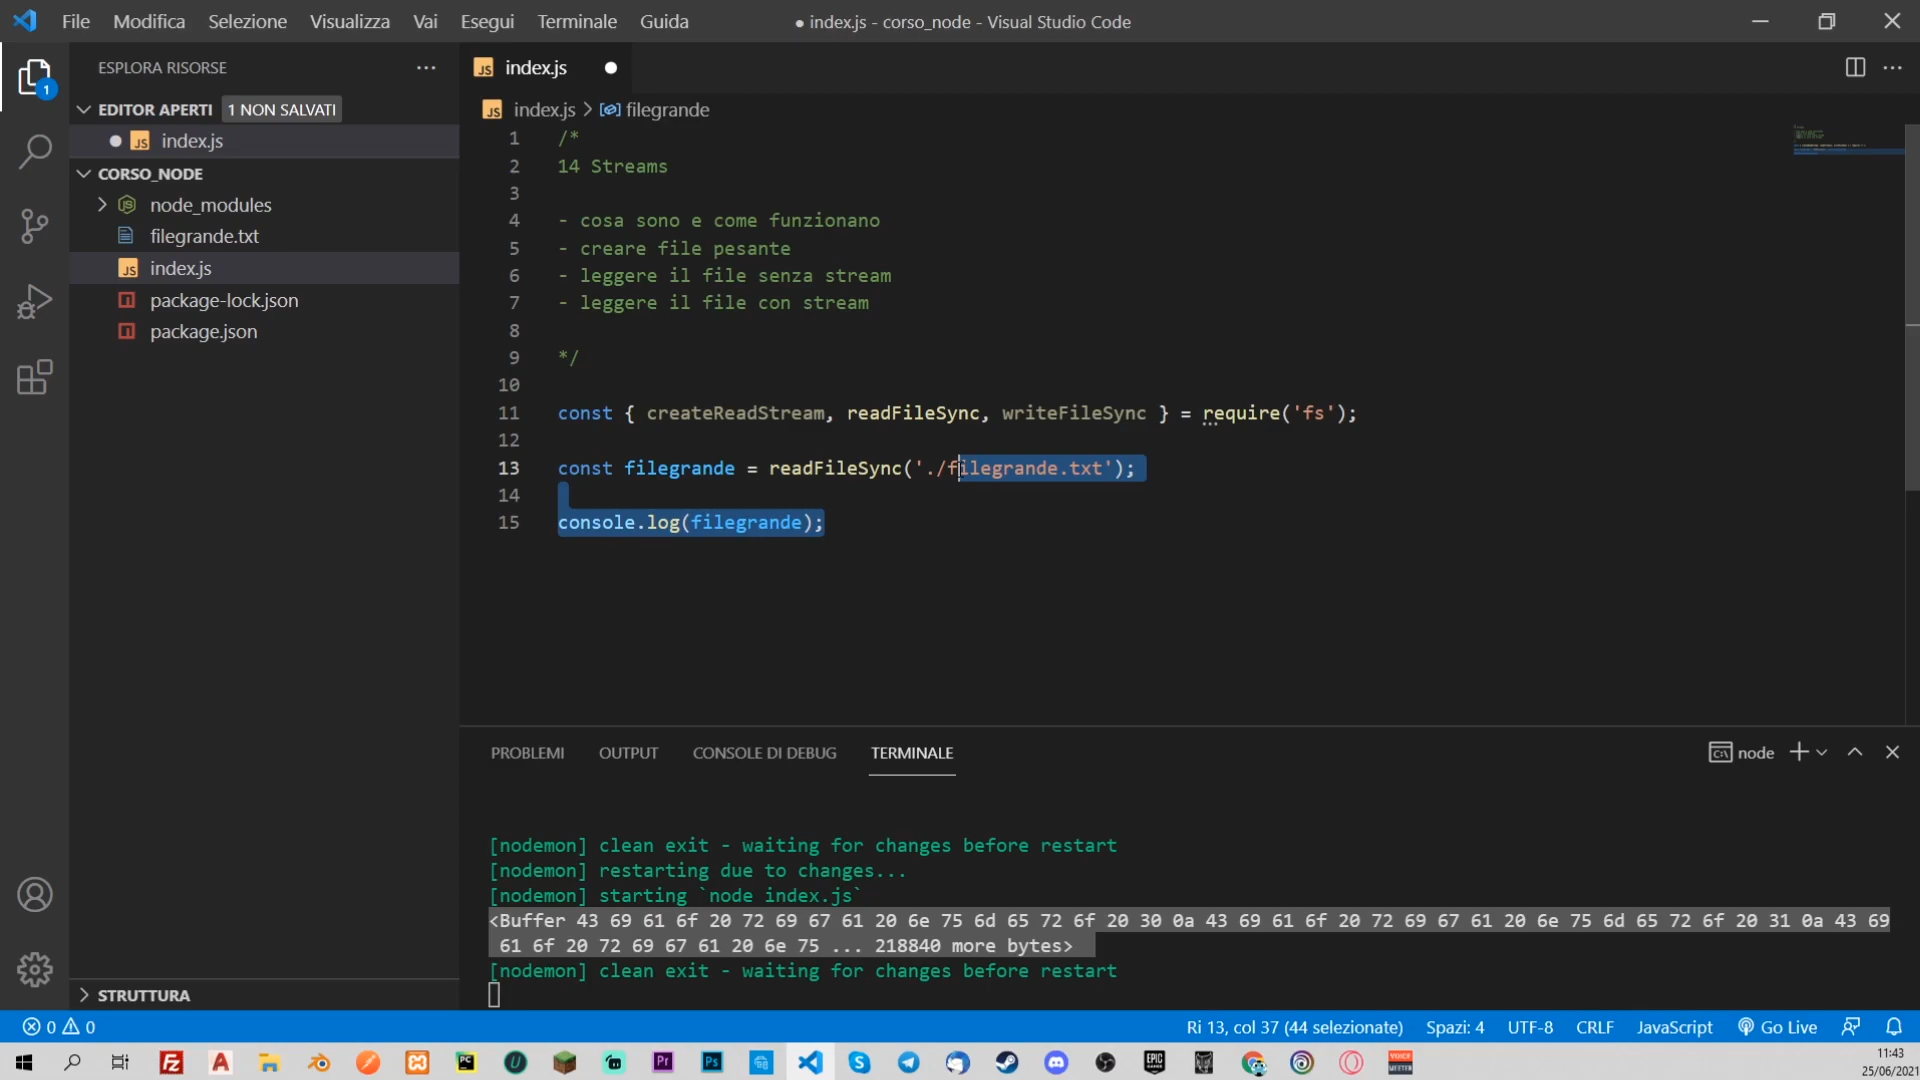 File Modifica Selezione Visualizza Vai Esegui Terminale Guida
● index.js - corso_node - Visual Studio Code
ESPLORA RISORSE
1
EDITOR APERTI 1 NON SALVATI
JS index.js
CORSO_NODE
node_modules
filegrande.txt
JS index.js
package-lock.json
package.json
STRUTTURA
JS index.js
JS index.js > filegrande
1 /*
2 14 Streams
3
4 - cosa sono e come funzionano
5 - creare file pesante
6 - leggere il file senza stream
7 - leggere il file con stream
8
9 */
10
11 const { createReadStream, readFileSync, writeFileSync } = require('fs');
12
13 const filegrande = readFileSync('./filegrande.txt');
14
15 console.log(filegrande);
PROBLEMI OUTPUT CONSOLE DI DEBUG TERMINALE
node
[nodemon] clean exit - waiting for changes before restart
[nodemon] restarting due to changes...
[nodemon] starting `node index.js`
<Buffer 43 69 61 6f 20 72 69 67 61 20 6e 75 6d 65 72 6f 20 30 0a 43 69 61 6f 20 72 69 67 61 20 6e 75 6d 65 72 6f 20 31 0a 43 69
61 6f 20 72 69 67 61 20 6e 75 ... 218840 more bytes>
[nodemon] clean exit - waiting for changes before restart
0 0
Ri 13, col 37 (44 selezionate) Spazi: 4 UTF-8 CRLF JavaScript Go Live
11:43
25/06/2021